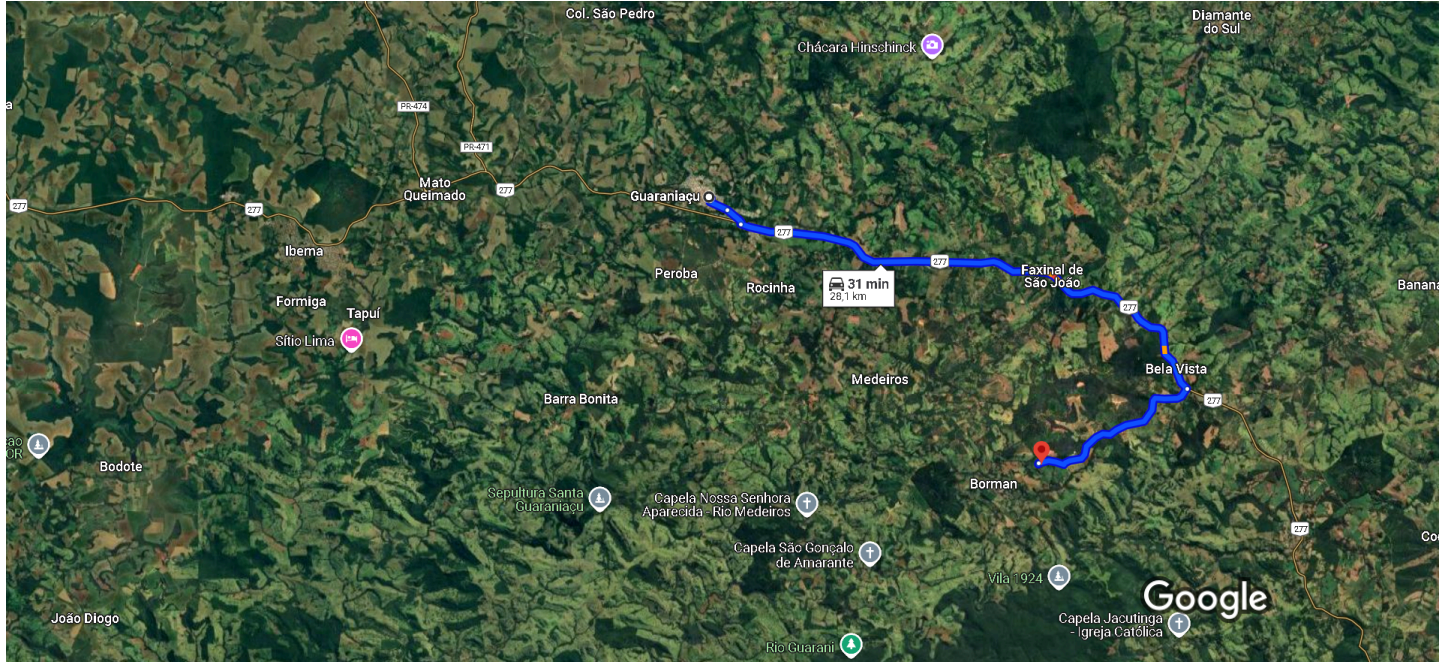 Col. São Pedro
Diamante
do Sul
Chácara Hinschinck
a
PR-474
PR-471
Mato
Queimado
277
Guaraniaçu
277
277
277
277
Ibema
Faxinal de
São João
Peroba
31 min
28,1 km
Rocinha
Banana
Formiga
Tapuí
277
Sítio Lima
Bela Vista
Medeiros
Barra Bonita
277
OR
Bodote
Borman
Sepultura Santa
Guaraniaçu
Capela Nossa Senhora
Aparecida - Rio Medeiros
277
Capela São Gonçalo
de Amarante
Vila 1924
Google
João Diogo
Capela Jacutinga
- Igreja Católica
Rio Guarani